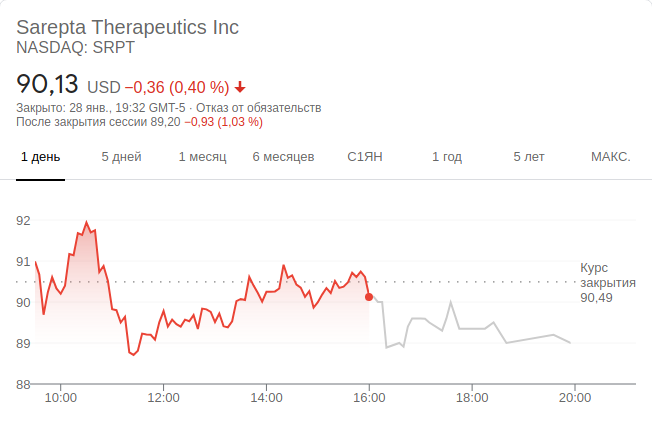 Sarepta Therapeutics Inc
NASDAQ: SRPT
90,13 USD −0,36 (0,40 %)
Закрыто: 28 янв., 19:32 GMT-5 · Отказ от обязательств
После закрытия сессии 89,20 −0,93 (1,03 %)
1 день 5 дней 1 месяц 6 месяцев С1ЯН 1 год 5 лет МАКС.
92
91
90
89
88
Курс
закрытия
90,49
10:00 12:00 14:00 16:00 18:00 20:00